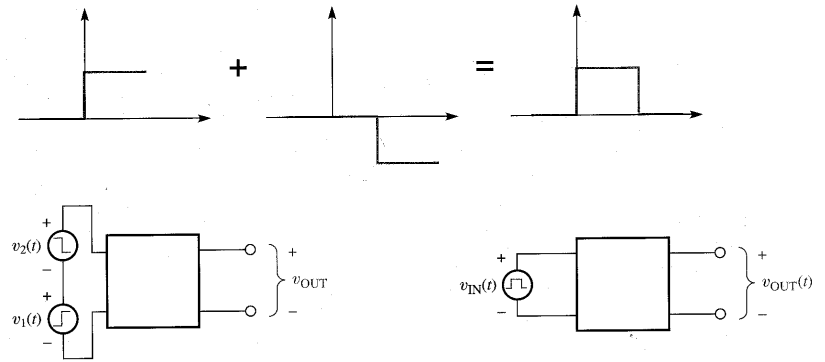 + =
+
v₂(t)
−
+
v₁(t)
−
+
vOUT
−
+
vIN(t)
−
+
vOUT(t)
−